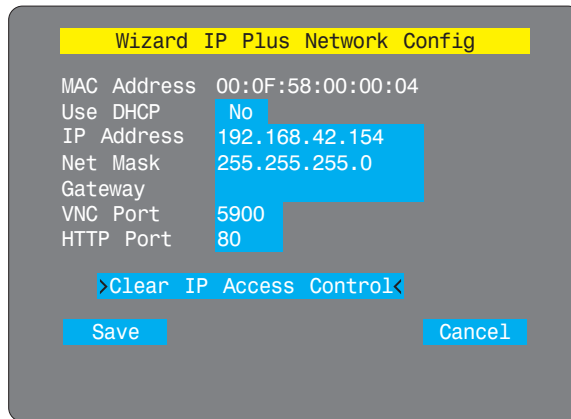 Wizard IP Plus Network Config
MAC Address 00:0F:58:00:00:04
Use DHCP No
IP Address 192.168.42.154
Net Mask 255.255.255.0
Gateway
VNC Port 5900
HTTP Port 80
>Clear IP Access Control<
Save Cancel